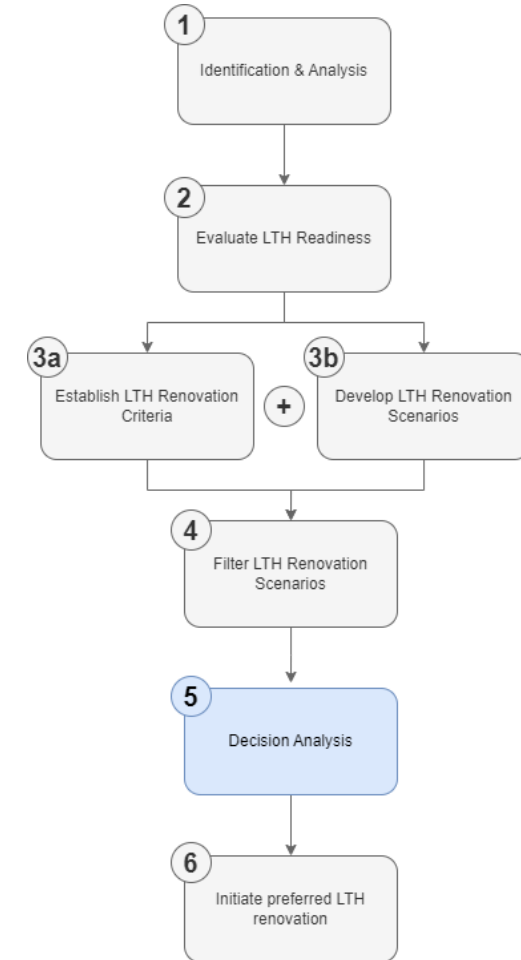 1
Identification & Analysis
2
Evaluate LTH Readiness
3a
Establish LTH Renovation
Criteria
+
3b
Develop LTH Renovation
Scenarios
4
Filter LTH Renovation
Scenarios
5
Decision Analysis
6
Initiate preferred LTH
renovation